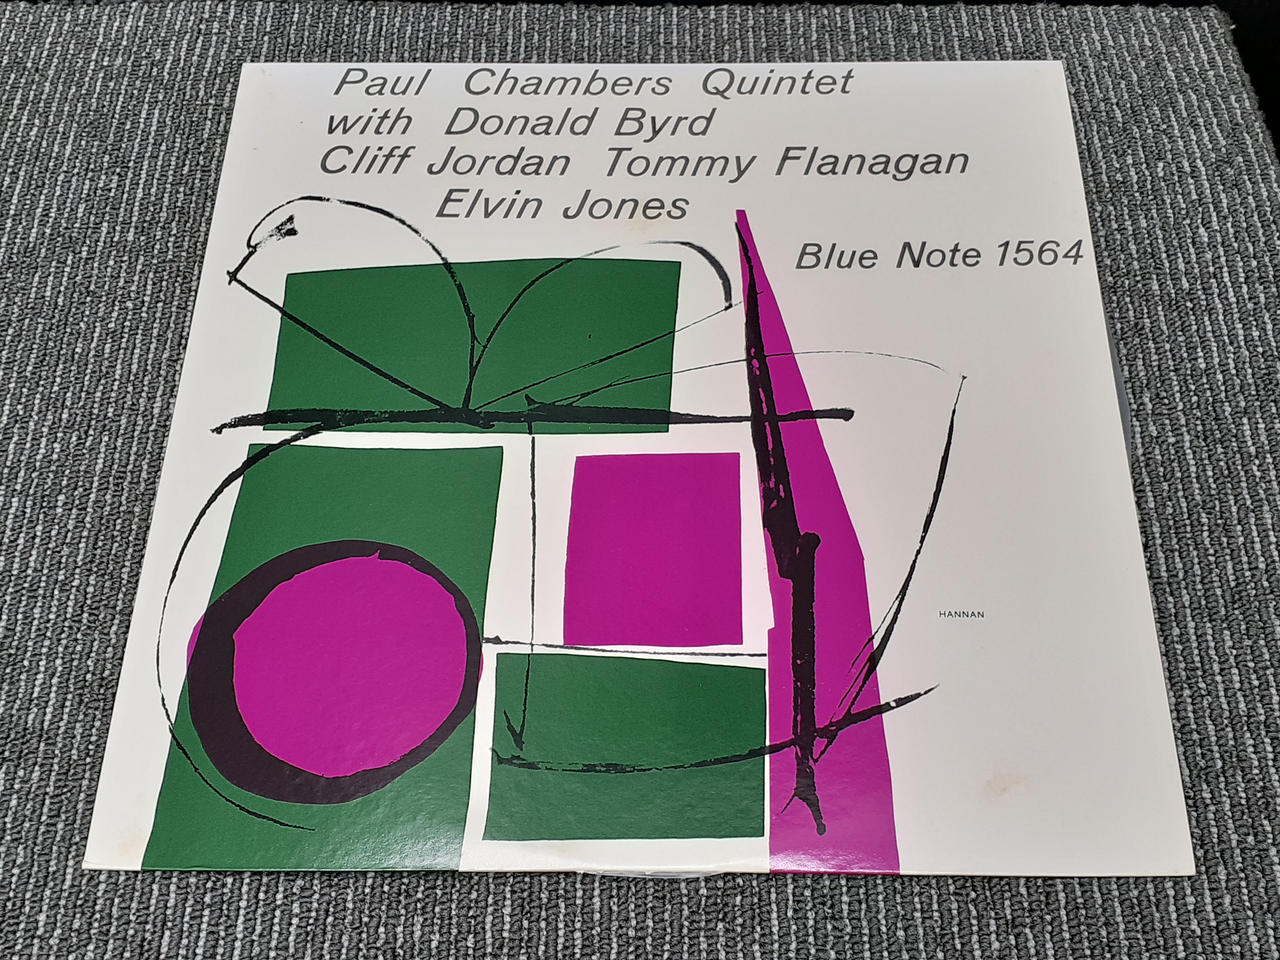 Paul Chambers Quintet
with Donald Byrd
Cliff Jordan Tommy Flanagan
Elvin Jones
Blue Note 1564
HANNAN